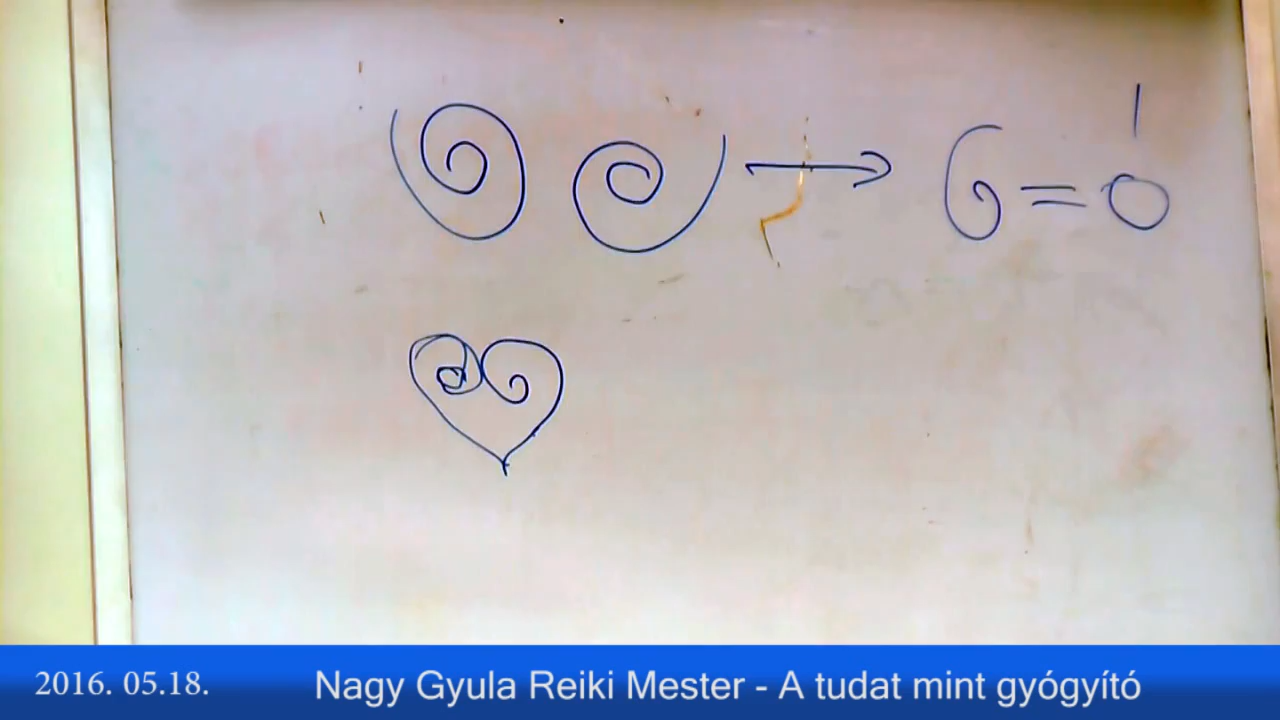 6 = Ó
2016. 05.18. Nagy Gyula Reiki Mester - A tudat mint gyógyító